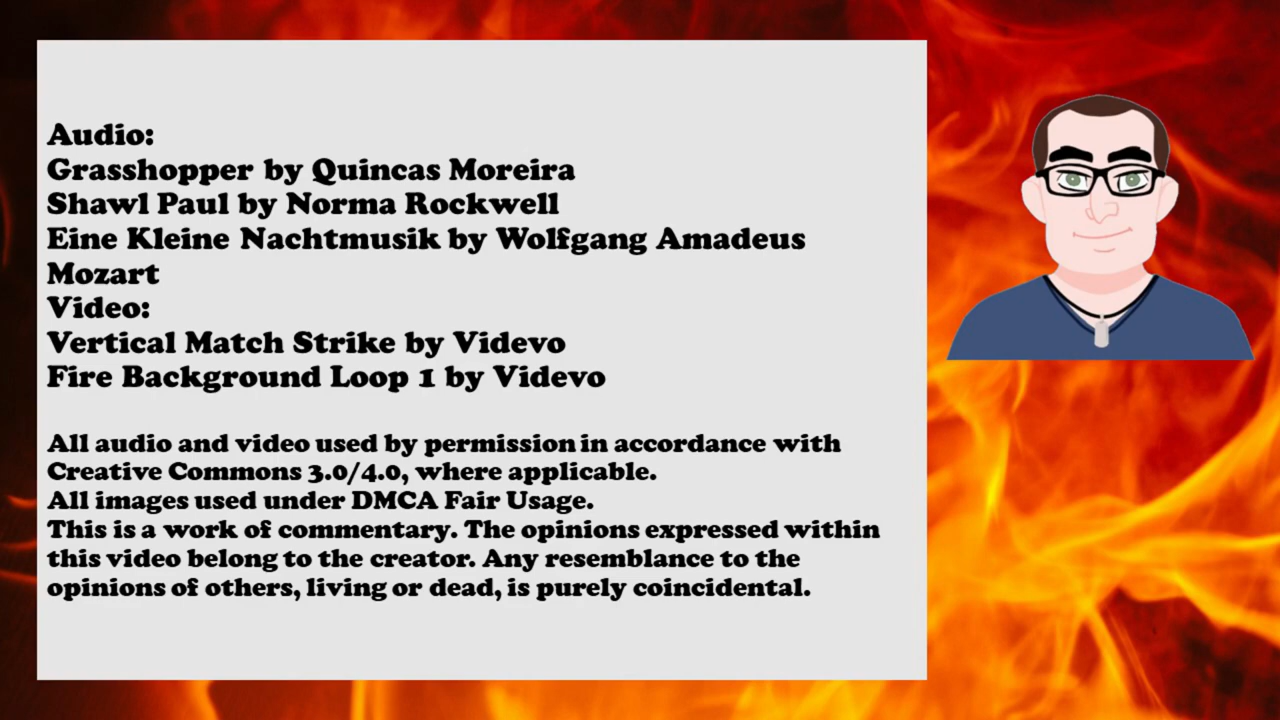 Audio:
Grasshopper by Quincas Moreira
Shawl Paul by Norma Rockwell
Eine Kleine Nachtmusik by Wolfgang Amadeus
Mozart
Video:
Vertical Match Strike by Videvo
Fire Background Loop 1 by Videvo
All audio and video used by permission in accordance with
Creative Commons 3.0/4.0, where applicable.
All images used under DMCA Fair Usage.
This is a work of commentary. The opinions expressed within
this video belong to the creator. Any resemblance to the
opinions of others, living or dead, is purely coincidental.